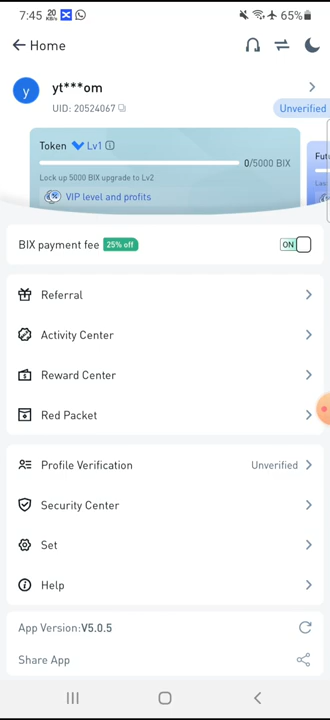 7:45 20 KB/s 65%
Home
y
yt***om
UID: 20524067
Unverified
Token Lv1
0/5000 BIX
Lock up 5000 BIX upgrade to Lv2
VIP level and profits
BIX payment fee 25% off ON
Referral
Activity Center
Reward Center
Red Packet
Profile Verification Unverified
Security Center
Set
Help
App Version:V5.0.5
Share App